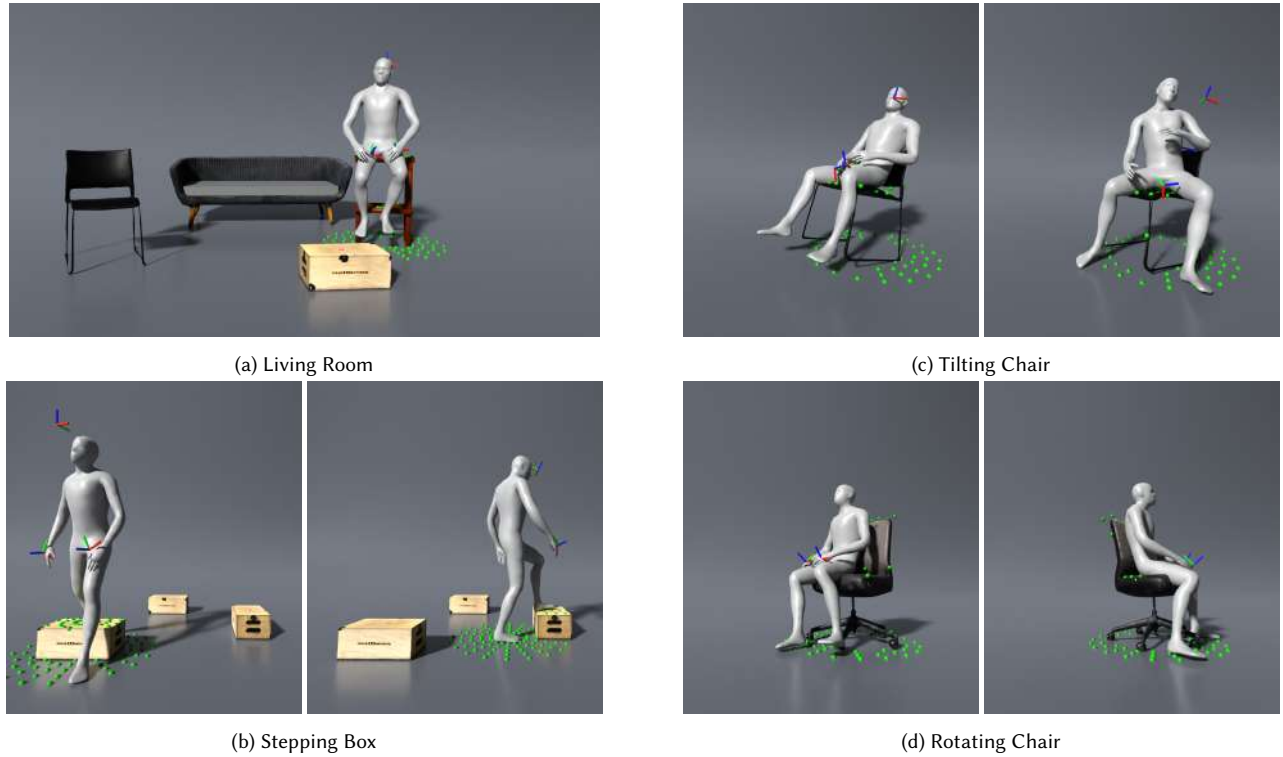 (a) Living Room
(c) Tilting Chair
(b) Stepping Box
(d) Rotating Chair